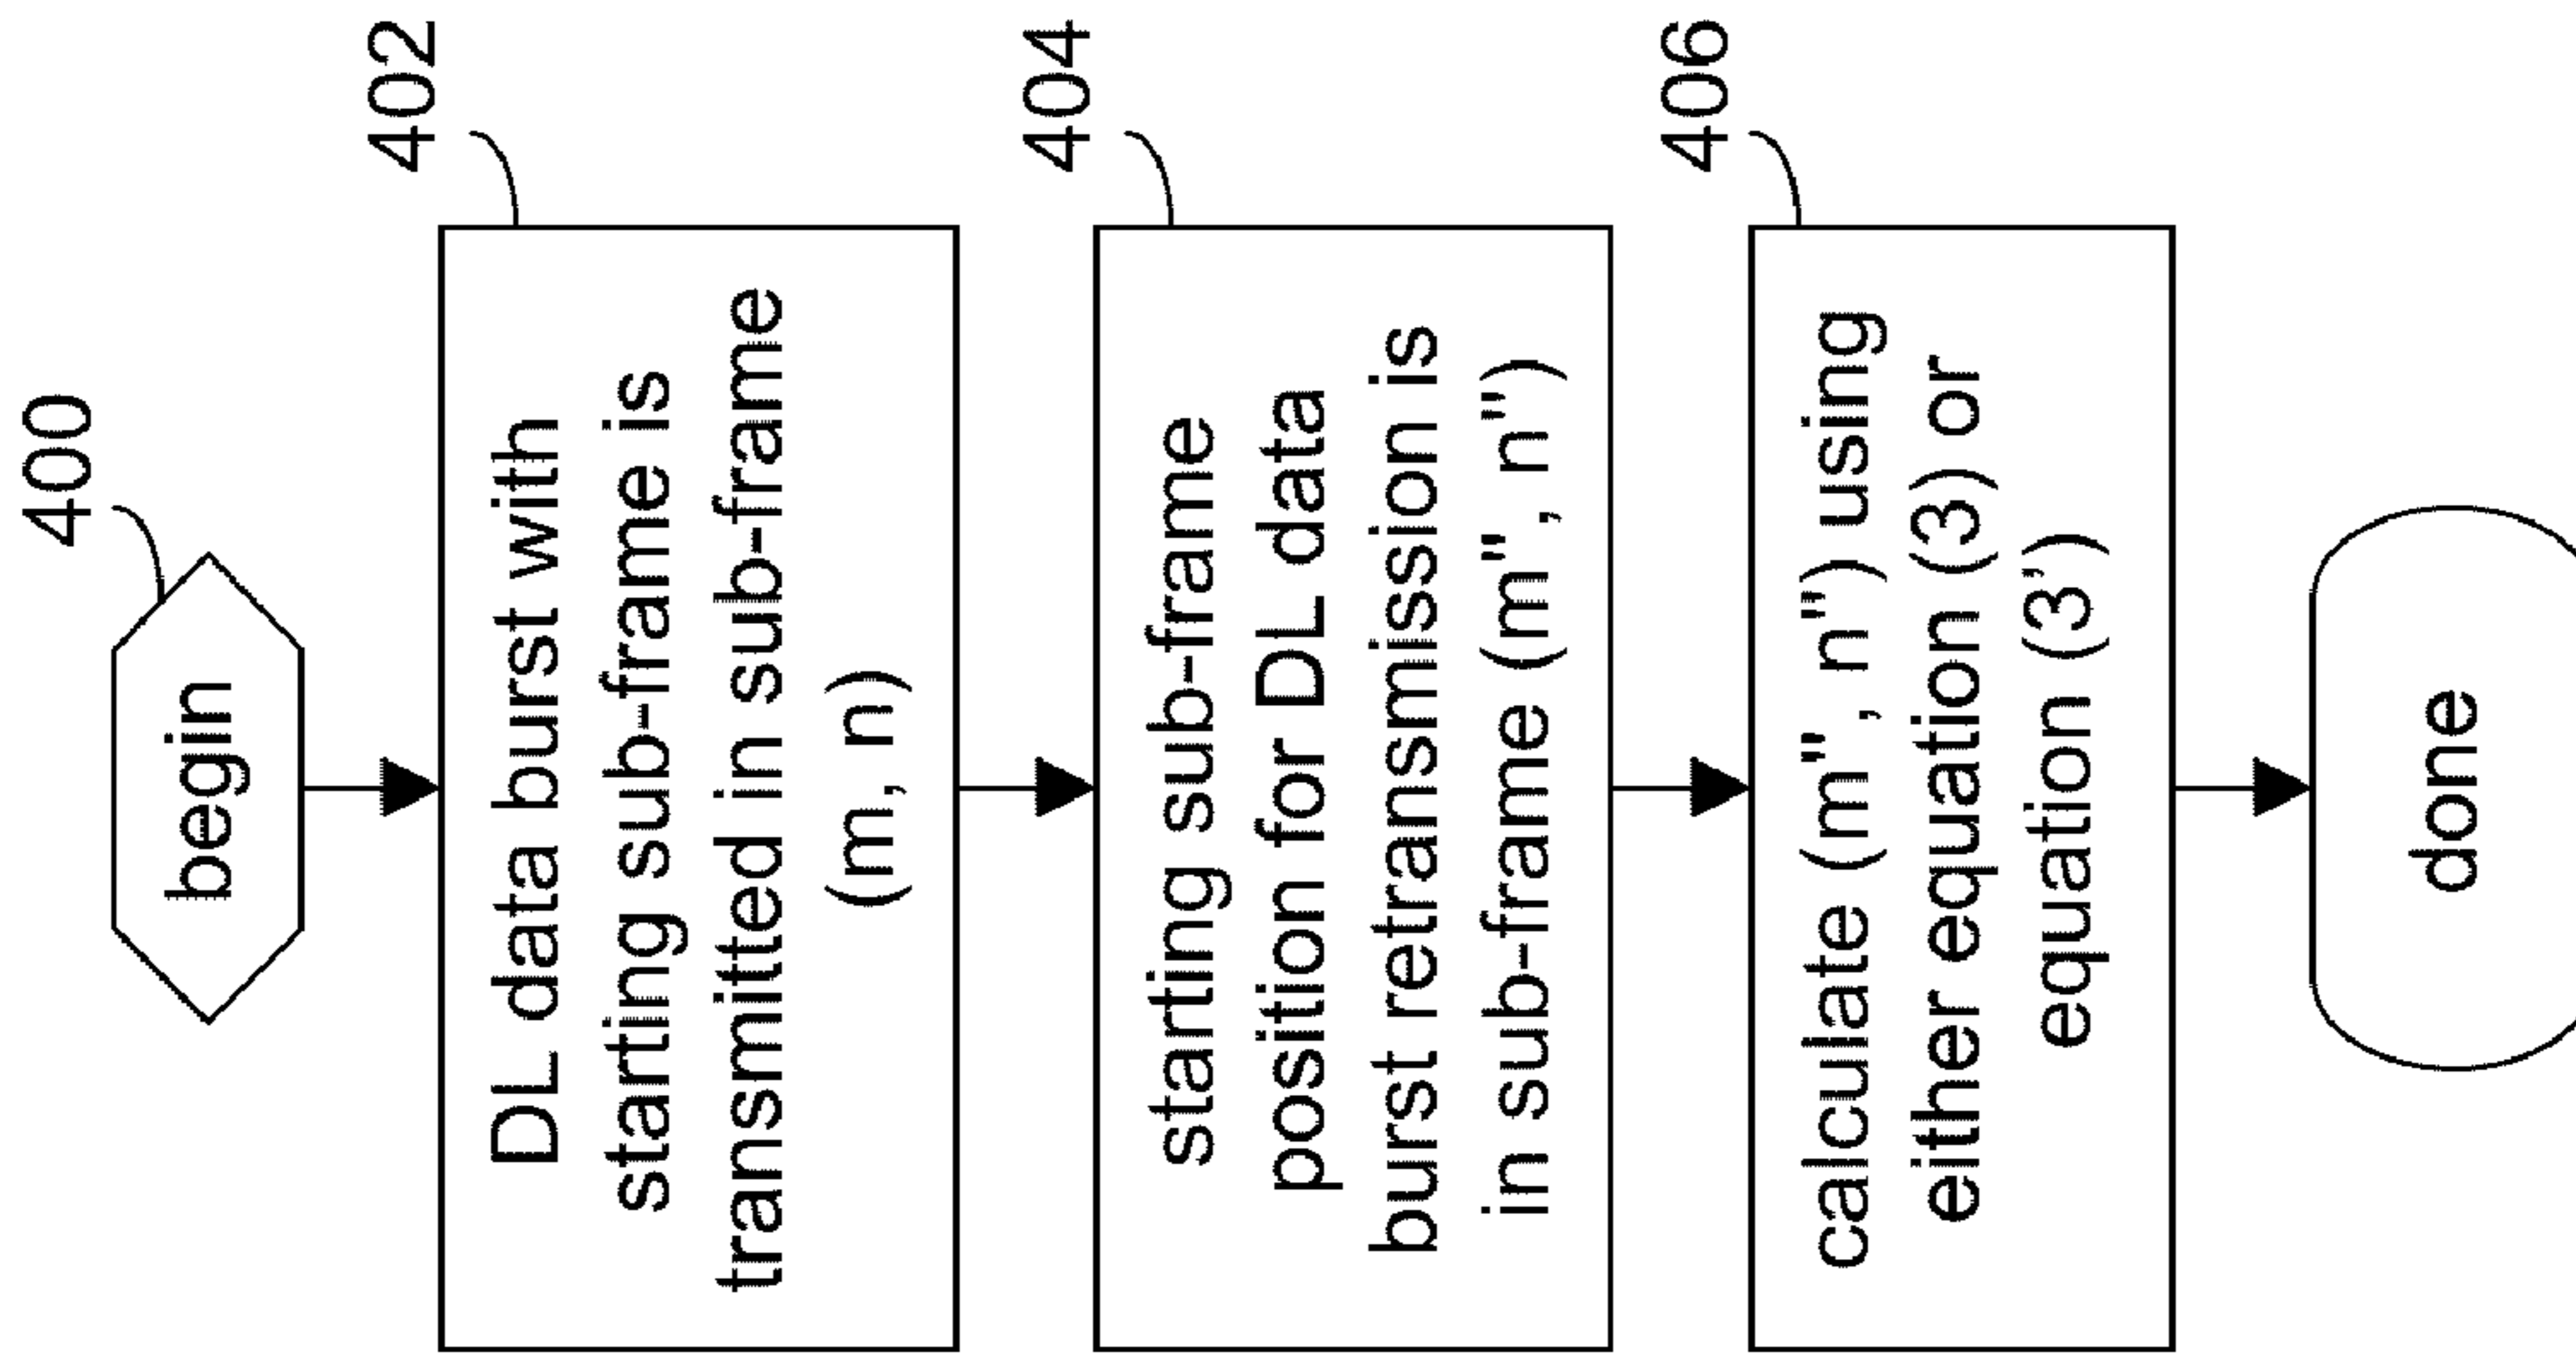 400
begin
402
DL data burst with
starting sub-frame is
transmitted in sub-frame
(m, n)
404
starting sub-frame
position for DL data
burst retransmission is
in sub-frame (m", n")
406
calculate (m", n") using
either equation (3) or
equation (3')
done